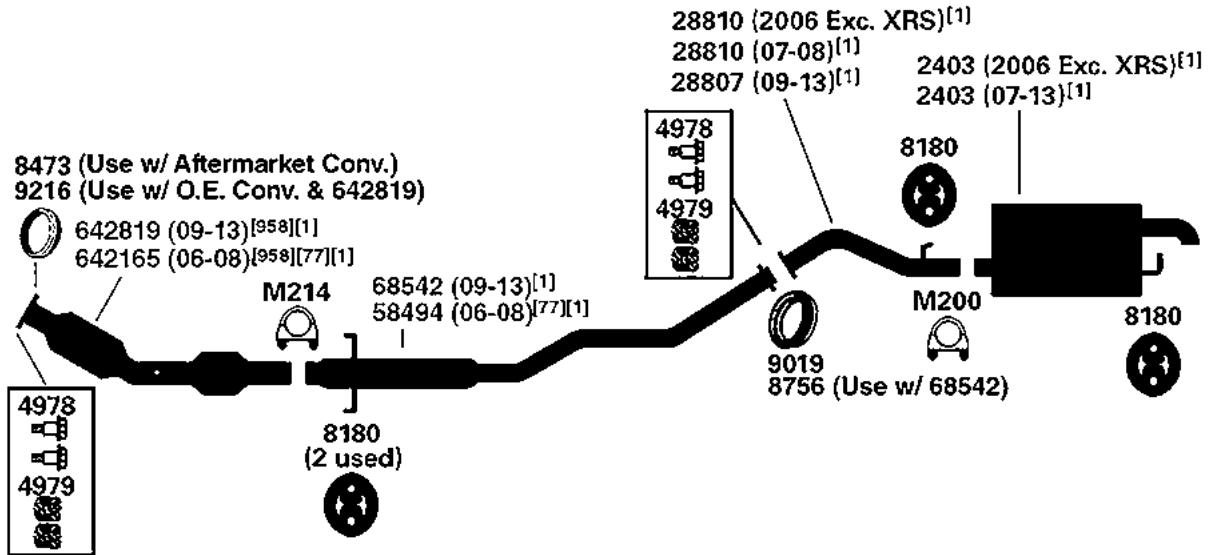 28810 (2006 Exc. XRS)[1]
28810 (07-08)[1]
28807 (09-13)[1]
2403 (2006 Exc. XRS)[1]
2403 (07-13)[1]
4978
4979
8180
8473 (Use w/ Aftermarket Conv.)
9216 (Use w/ O.E. Conv. & 642819)
642819 (09-13)[958][1]
642165 (06-08)[958][77][1]
M214
68542 (09-13)[1]
58494 (06-08)[77][1]
M200
8180
9019
8756 (Use w/ 68542)
4978
4979
8180
(2 used)